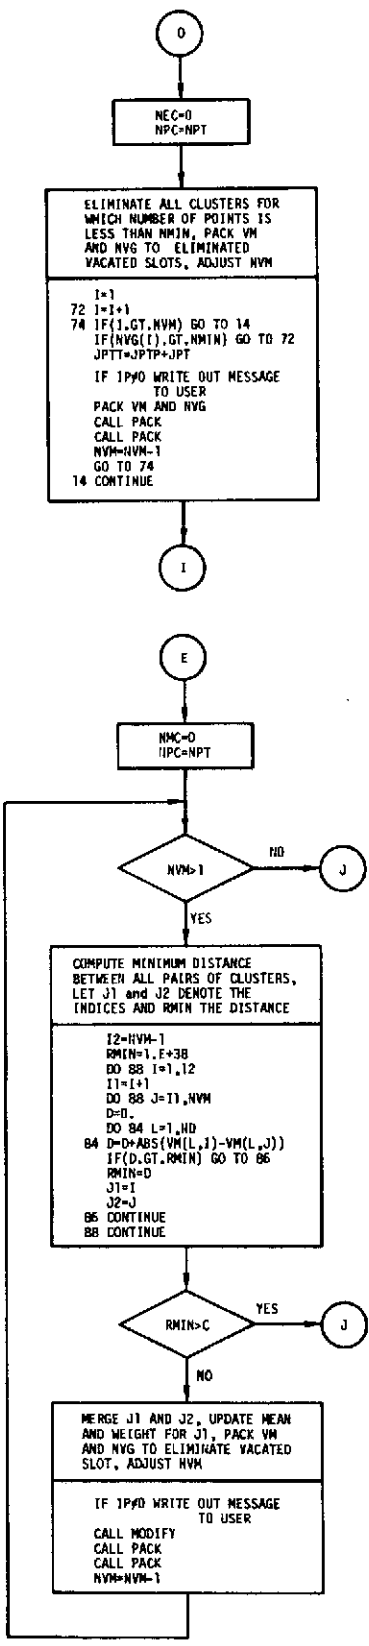 D
NEC=0
NPC=NPT
ELIMINATE ALL CLUSTERS FOR
WHICH NUMBER OF POINTS IS
LESS THAN NMIN, PACK VM
AND NVG TO ELIMINATED
VACATED SLOTS, ADJUST NVM
I=1
72 I=I+1
74 IF(I.GT.NVM) GO TO 14
IF(NVG(I).GT.NMIN) GO TO 72
JPTT=JPTP+JPT
IF IP≠0 WRITE OUT MESSAGE
TO USER
PACK VM AND NVG
CALL PACK
CALL PACK
NVM=NVM-1
GO TO 74
14 CONTINUE
I
E
NMC=0
NPC=NPT
NVM>1
NO
J
YES
COMPUTE MINIMUM DISTANCE
BETWEEN ALL PAIRS OF CLUSTERS,
LET J1 and J2 DENOTE THE
INDICES AND RMIN THE DISTANCE
I2=NVM-1
RMIN=1.E+38
DO 88 I=1,I2
I1=I+1
DO 88 J=I1,NVM
D=0.
DO 84 L=1,ND
84 D=D+ABS(VM(L,I)-VM(L,J))
IF(D.GT.RMIN) GO TO 86
RMIN=D
J1=I
J2=J
86 CONTINUE
88 CONTINUE
RMIN>C
YES
J
NO
MERGE J1 AND J2, UPDATE MEAN
AND WEIGHT FOR J1, PACK VM
AND NVG TO ELIMINATE VACATED
SLOT, ADJUST NVM
IF IP≠0 WRITE OUT MESSAGE
TO USER
CALL MODIFY
CALL PACK
CALL PACK
NVM=NVM-1